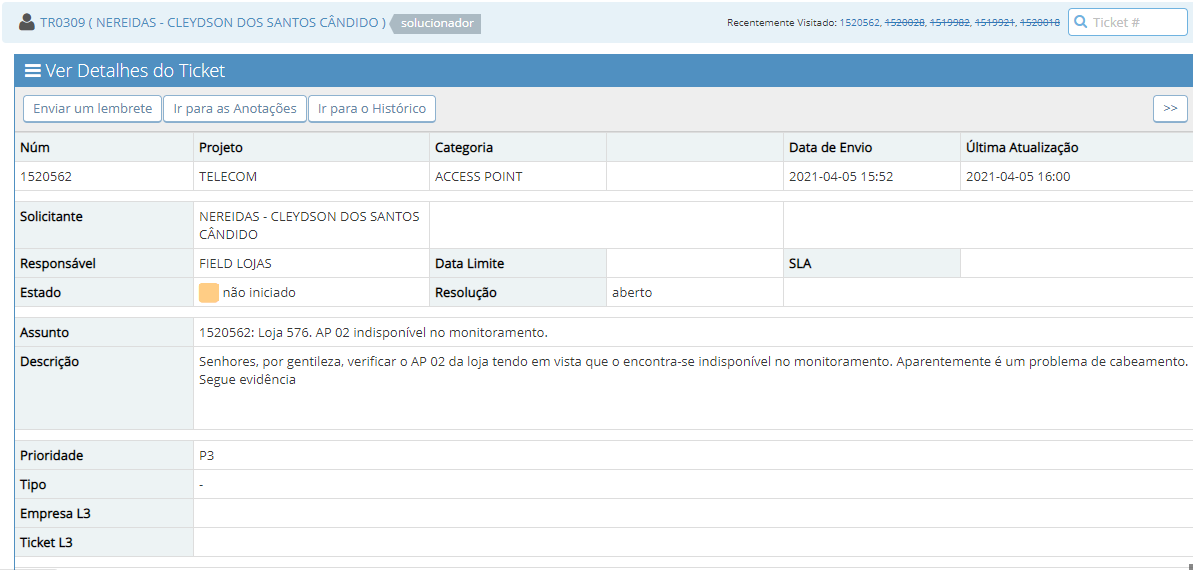 TR0309 ( NEREIDAS - CLEYDSON DOS SANTOS CÂNDIDO ) solucionador Recentemente Visitado: 1520562, 1520028, 1519982, 1519921, 1520018 Ticket #
Ver Detalhes do Ticket
Enviar um lembrete Ir para as Anotações Ir para o Histórico >>
Núm Projeto Categoria Data de Envio Última Atualização
1520562 TELECOM ACCESS POINT 2021-04-05 15:52 2021-04-05 16:00
Solicitante NEREIDAS - CLEYDSON DOS SANTOS
CÂNDIDO
Responsável FIELD LOJAS Data Limite SLA
Estado não iniciado Resolução aberto
Assunto 1520562: Loja 576. AP 02 indisponível no monitoramento.
Descrição Senhores, por gentileza, verificar o AP 02 da loja tendo em vista que o encontra-se indisponível no monitoramento. Aparentemente é um problema de cabeamento.
Segue evidência
Prioridade P3
Tipo -
Empresa L3
Ticket L3